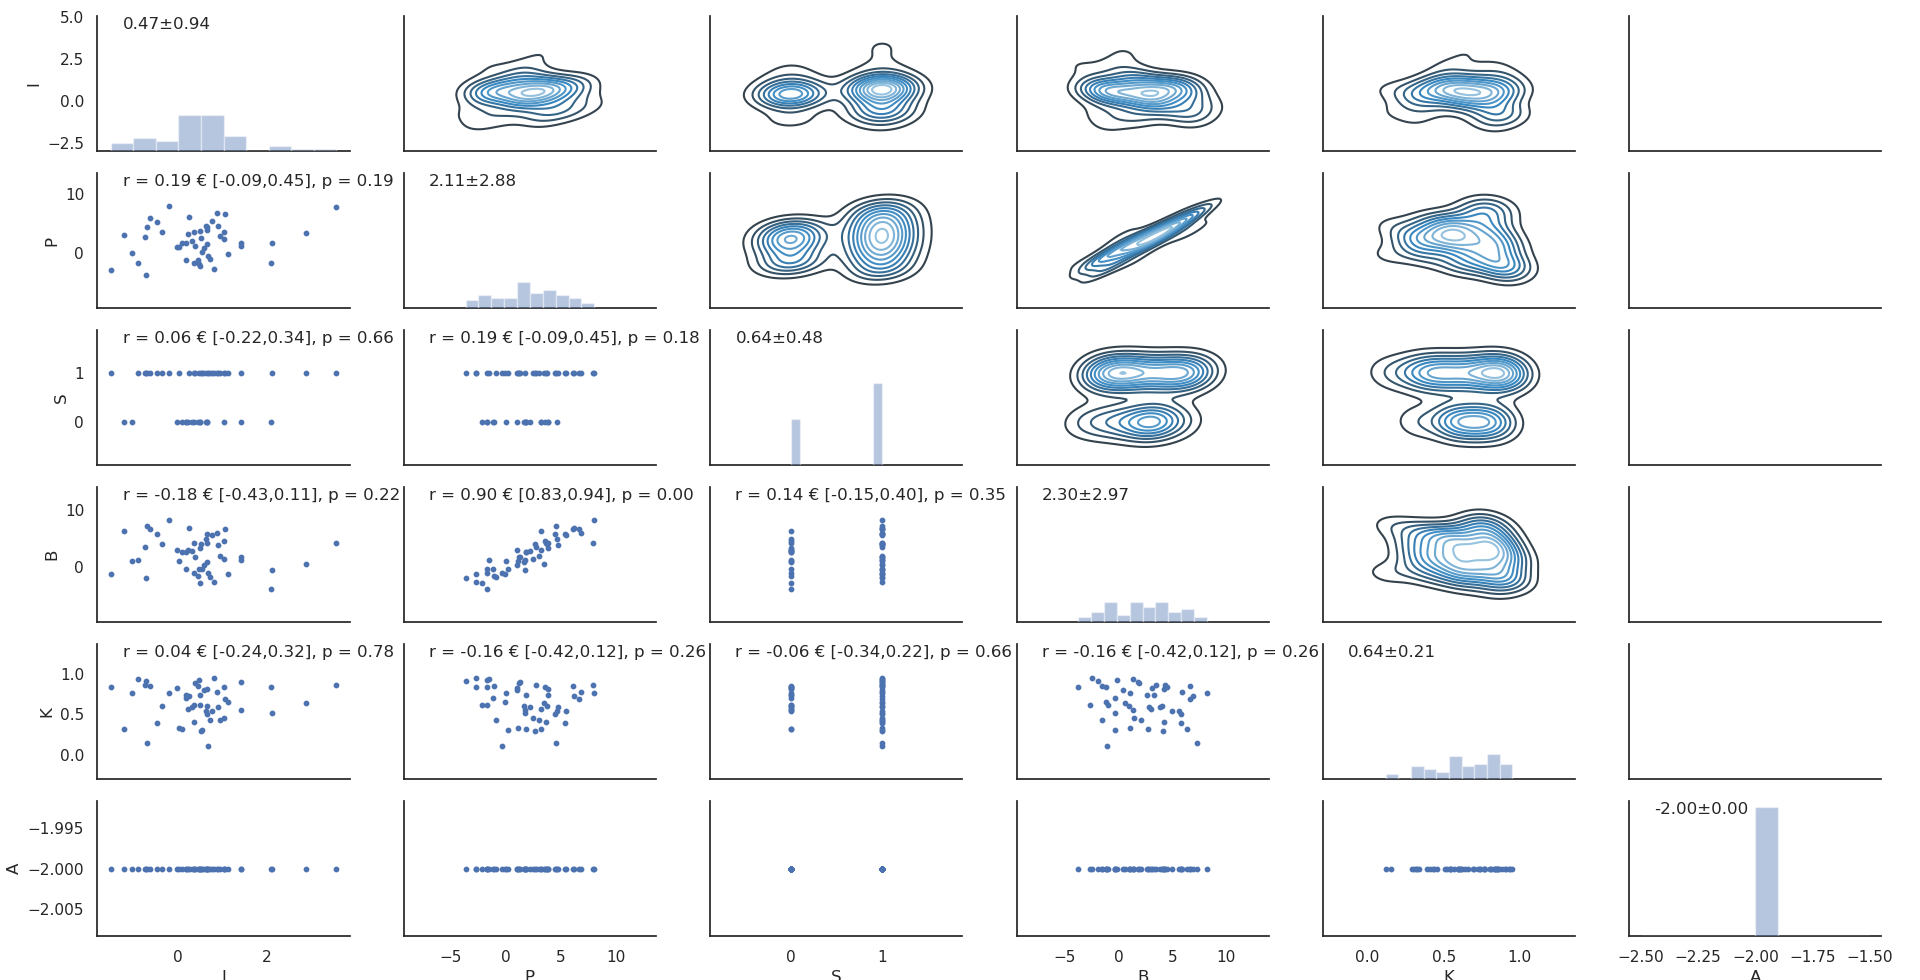 5.0
0.47±0.94
2.5
I
0.0
−2.5
r = 0.19 € [-0.09,0.45], p = 0.19
2.11±2.88
10
P
0
r = 0.06 € [-0.22,0.34], p = 0.66
r = 0.19 € [-0.09,0.45], p = 0.18
0.64±0.48
1
S
0
r = -0.18 € [-0.43,0.11], p = 0.22
r = 0.90 € [0.83,0.94], p = 0.00
r = 0.14 € [-0.15,0.40], p = 0.35
2.30±2.97
10
B
0
r = 0.04 € [-0.24,0.32], p = 0.78
r = -0.16 € [-0.42,0.12], p = 0.26
r = -0.06 € [-0.34,0.22], p = 0.66
r = -0.16 € [-0.42,0.12], p = 0.26
0.64±0.21
1.0
K
0.5
0.0
-2.00±0.00
−1.995
A
−2.000
−2.005
0 2
−5 0 5 10
0 1
−5 0 5 10
0.0 0.5 1.0
−2.50 −2.25 −2.00 −1.75 −1.50
I P S B K A